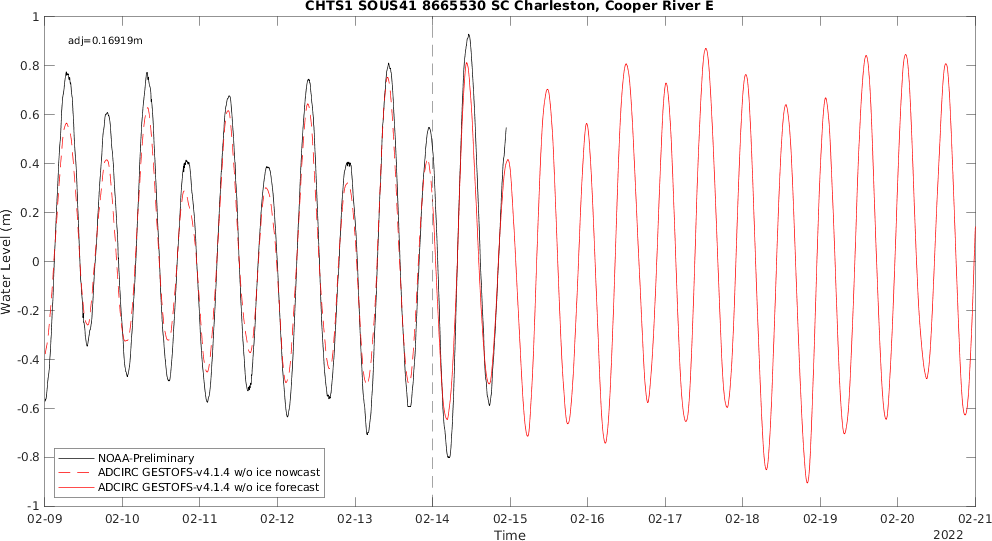 CHTS1 SOUS41 8665530 SC Charleston, Cooper River E
adj=0.16919m
Water Level (m)
1
0.8
0.6
0.4
0.2
0
-0.2
-0.4
-0.6
-0.8
-1
NOAA-Preliminary
ADCIRC GESTOFS-v4.1.4 w/o ice nowcast
ADCIRC GESTOFS-v4.1.4 w/o ice forecast
02-09 02-10 02-11 02-12 02-13 02-14 02-15 02-16 02-17 02-18 02-19 02-20 02-21
Time
2022